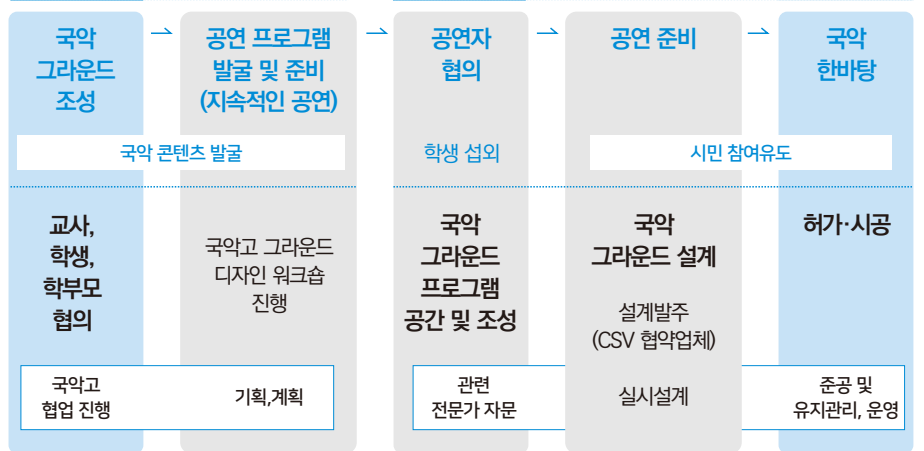 국악
그라운드
조성
→
공연 프로그램
발굴 및 준비
(지속적인 공연)
→
공연자
협의
→
공연 준비
→
국악
한바탕
국악 콘텐츠 발굴
학생 섭외
시민 참여유도
교사,
학생,
학부모
협의
국악고 그라운드
디자인 워크숍
진행
국악
그라운드
프로그램
공간 및 조성
국악
그라운드 설계
설계발주
(CSV 협약업체)
허가·시공
국악고
협업 진행
기획,계획
관련
전문가 자문
실시설계
준공 및
유지관리, 운영